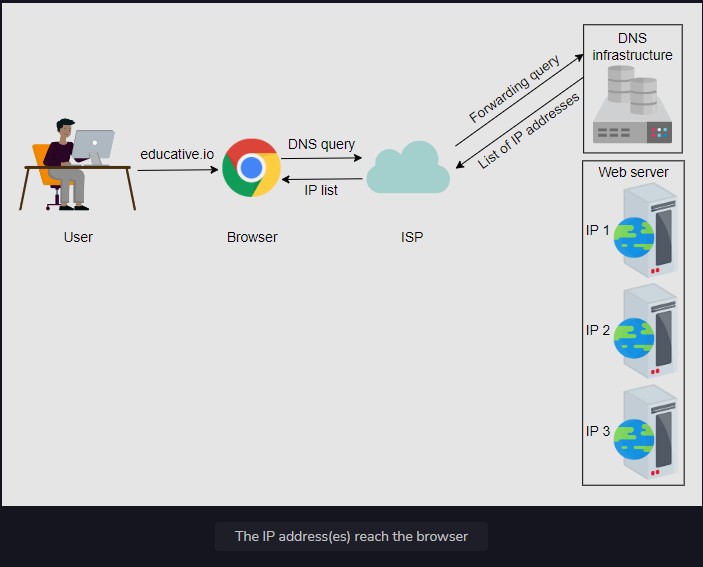 DNS
infrastructure
Forwarding query
List of IP addresses
educative.io
DNS query
IP list
User
Browser
ISP
Web server
IP 1
IP 2
IP 3
The IP address(es) reach the browser